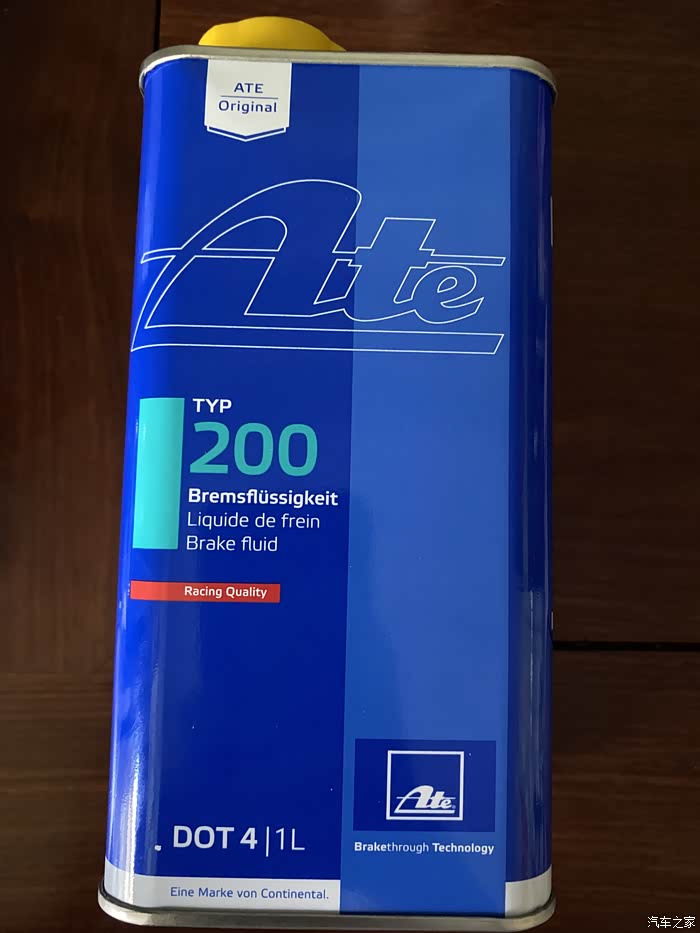 ATE
Original
Ate
TYP
200
Bremsflüssigkeit
Liquide de frein
Brake fluid
Racing Quality
Ate
Brakethrough Technology
DOT 4 | 1L
Eine Marke von Continental.
汽车之家